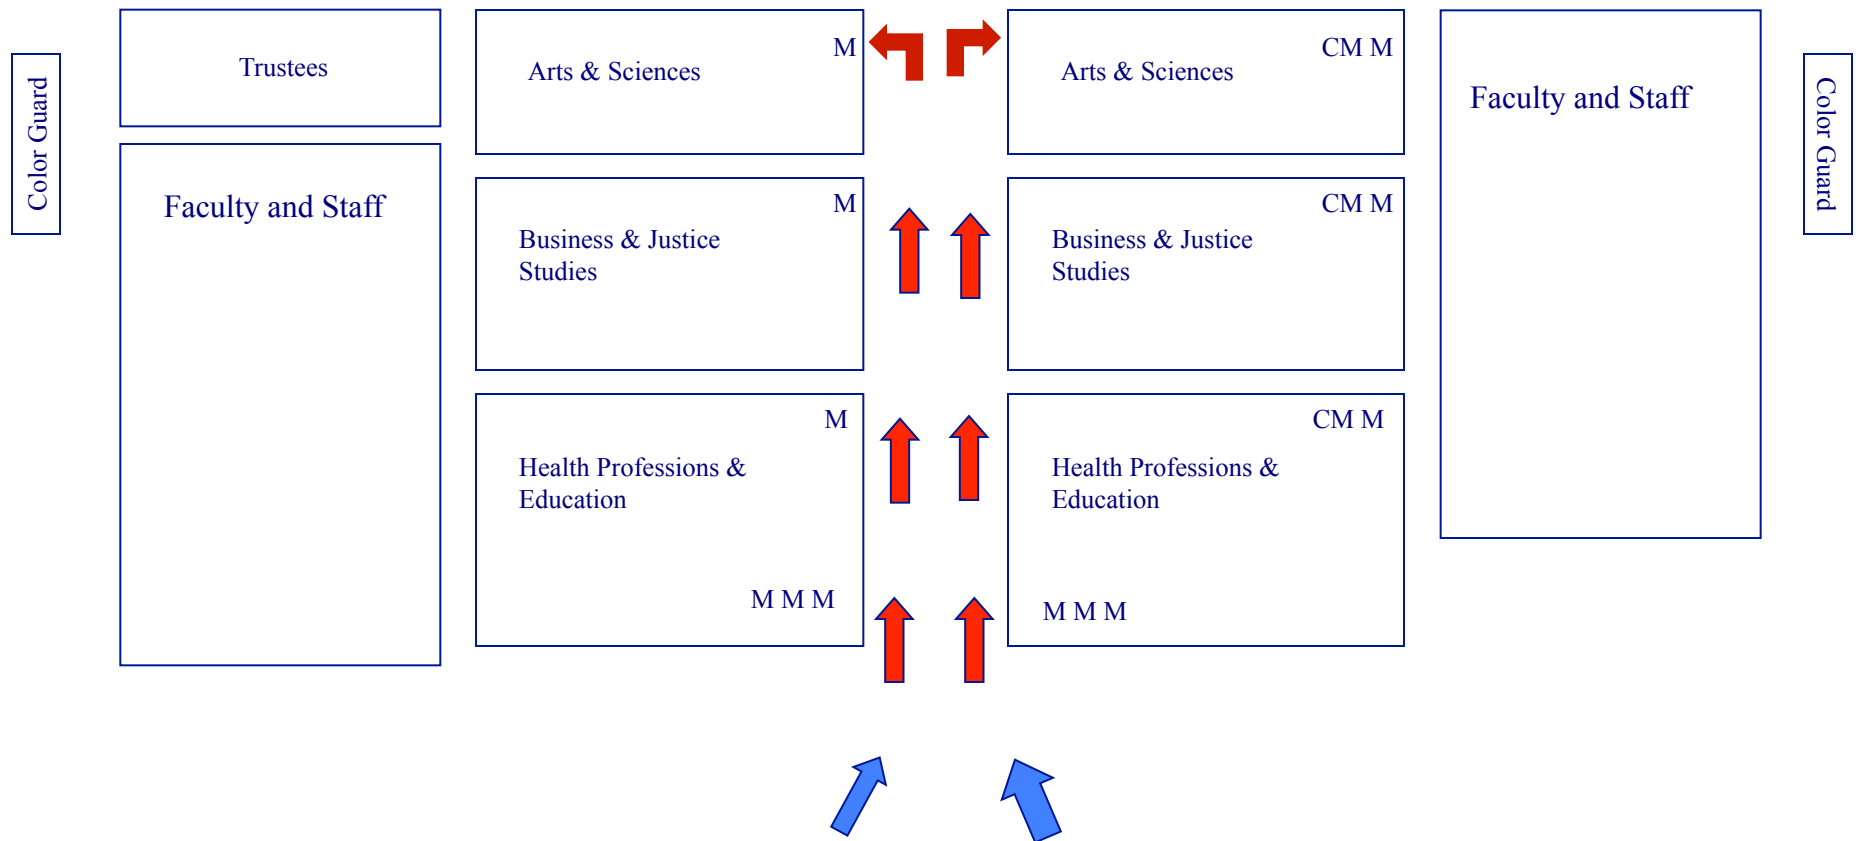 Color Guard
Trustees
Faculty and Staff
M
Arts & Sciences
M
Business & Justice
Studies
M
Health Professions &
Education
M M M
CM M
Arts & Sciences
CM M
Business & Justice
Studies
CM M
Health Professions &
Education
M M M
Faculty and Staff
Color Guard